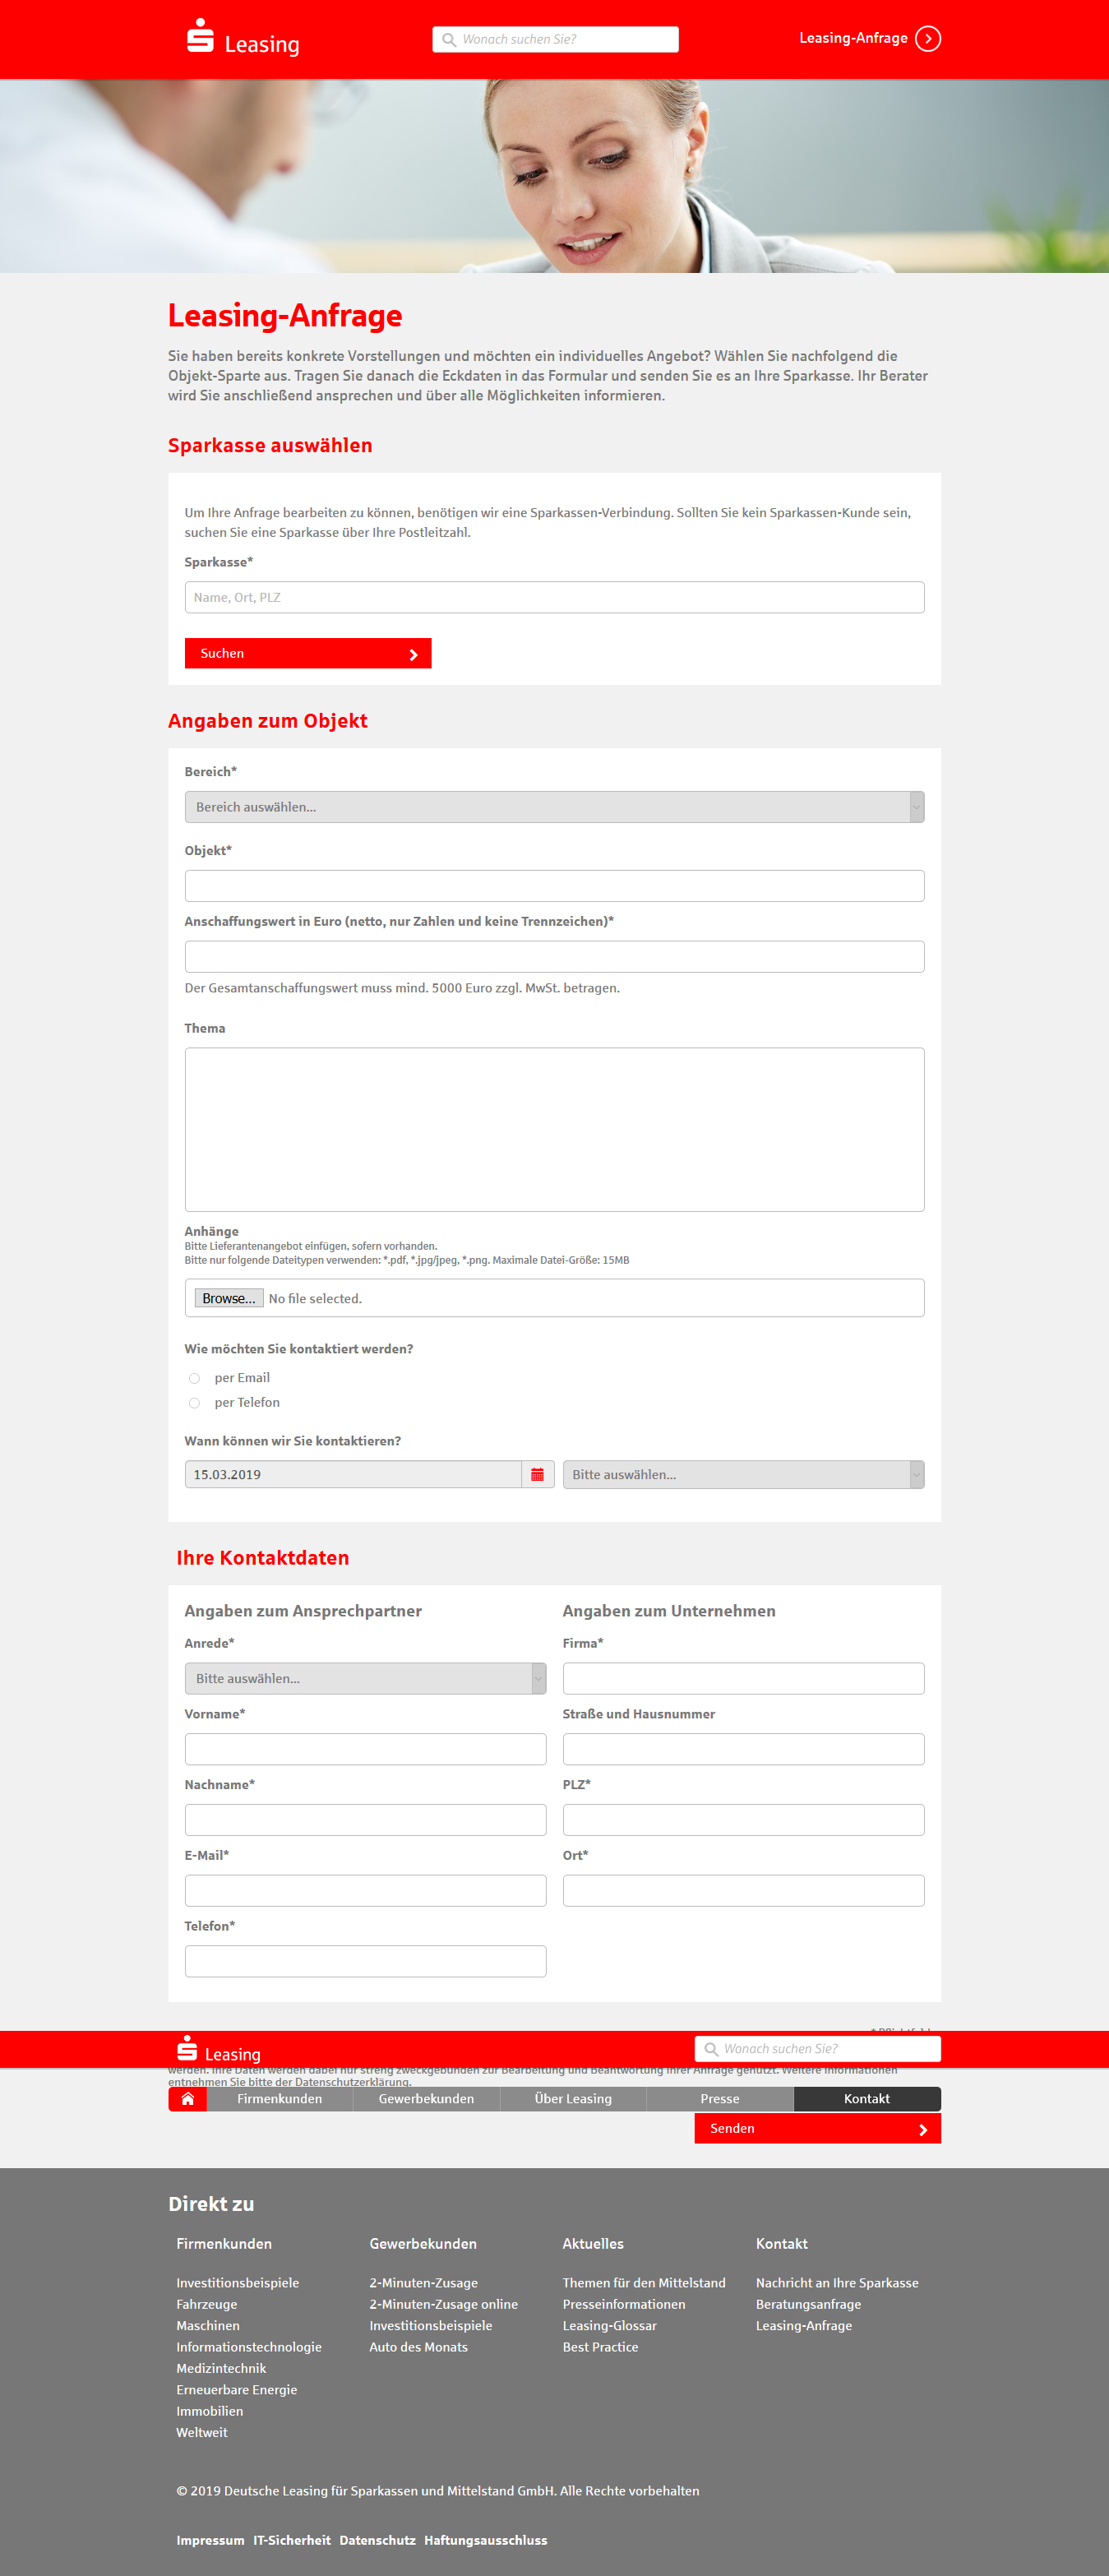 Leasing
Wonach suchen Sie?
Leasing-Anfrage
Leasing-Anfrage
Sie haben bereits konkrete Vorstellungen und möchten ein individuelles Angebot? Wählen Sie nachfolgend die
Objekt-Sparte aus. Tragen Sie danach die Eckdaten in das Formular und senden Sie es an Ihre Sparkasse. Ihr Berater
wird Sie anschließend ansprechen und über alle Möglichkeiten informieren.
Sparkasse auswählen
Um Ihre Anfrage bearbeiten zu können, benötigen wir eine Sparkassen-Verbindung. Sollten Sie kein Sparkassen-Kunde sein,
suchen Sie eine Sparkasse über Ihre Postleitzahl.
Sparkasse*
Name, Ort, PLZ
Suchen
Angaben zum Objekt
Bereich*
Bereich auswählen...
Objekt*
Anschaffungswert in Euro (netto, nur Zahlen und keine Trennzeichen)*
Der Gesamtanschaffungswert muss mind. 5000 Euro zzgl. MwSt. betragen.
Thema
Anhänge
Bitte Lieferantenangebot einfügen, sofern vorhanden.
Bitte nur folgende Dateitypen verwenden: *.pdf, *.jpg/jpeg, *.png. Maximale Datei-Größe: 15MB
Browse... No file selected.
Wie möchten Sie kontaktiert werden?
per Email
per Telefon
Wann können wir Sie kontaktieren?
15.03.2019
Bitte auswählen...
Ihre Kontaktdaten
Angaben zum Ansprechpartner
Angaben zum Unternehmen
Anrede*
Firma*
Bitte auswählen...
Vorname*
Straße und Hausnummer
Nachname*
PLZ*
E-Mail*
Ort*
Telefon*
Leasing
Wonach suchen Sie?
werden. Ihre Daten werden dabei nur streng zweckgebunden zur Bearbeitung und Beantwortung Ihrer Anfrage genutzt. Weitere Informationen
entnehmen Sie bitte der Datenschutzerklärung.
Firmenkunden
Gewerbekunden
Über Leasing
Presse
Kontakt
Senden
Direkt zu
Firmenkunden
Investitionsbeispiele
Fahrzeuge
Maschinen
Informationstechnologie
Medizintechnik
Erneuerbare Energie
Immobilien
Weltweit
Gewerbekunden
2-Minuten-Zusage
2-Minuten-Zusage online
Investitionsbeispiele
Auto des Monats
Aktuelles
Themen für den Mittelstand
Presseinformationen
Leasing-Glossar
Best Practice
Kontakt
Nachricht an Ihre Sparkasse
Beratungsanfrage
Leasing-Anfrage
© 2019 Deutsche Leasing für Sparkassen und Mittelstand GmbH. Alle Rechte vorbehalten
Impressum IT-Sicherheit Datenschutz Haftungsausschluss